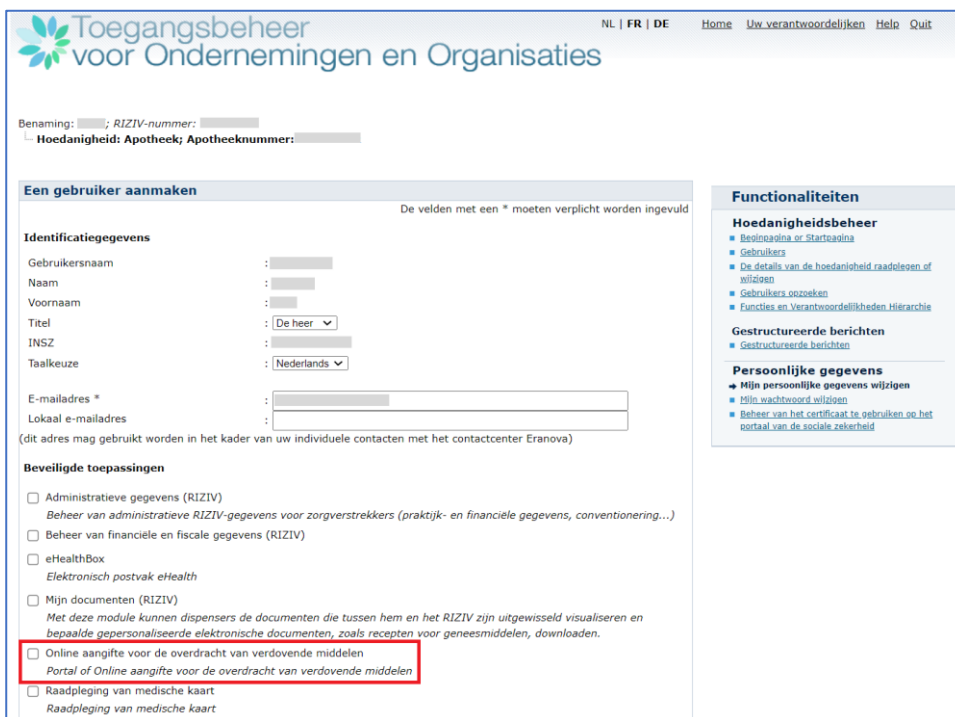 Toegangsbeheer
voor Ondernemingen en Organisaties
NL | FR | DE Home Uw verantwoordelijken Help Quit
Benaming: ; RIZIV-nummer:
Hoedanigheid: Apotheek; Apotheeknummer:
Een gebruiker aanmaken
De velden met een * moeten verplicht worden ingevuld
Identificatiegegevens
Gebruikersnaam :
Naam :
Voornaam :
Titel : De heer
INSZ :
Taalkeuze : Nederlands
E-mailadres * :
Lokaal e-mailadres :
(dit adres mag gebruikt worden in het kader van uw individuele contacten met het contactcenter Eranova)
Beveiligde toepassingen
Administratieve gegevens (RIZIV)
Beheer van administratieve RIZIV-gegevens voor zorgverstrekkers (praktijk- en financiële gegevens, conventionering...)
Beheer van financiële en fiscale gegevens (RIZIV)
eHealthBox
Elektronisch postvak eHealth
Mijn documenten (RIZIV)
Met deze module kunnen dispensers de documenten die tussen hem en het RIZIV zijn uitgewisseld visualiseren en
bepaalde gepersonaliseerde elektronische documenten, zoals recepten voor geneesmiddelen, downloaden.
Online aangifte voor de overdracht van verdovende middelen
Portal of Online aangifte voor de overdracht van verdovende middelen
Raadpleging van medische kaart
Raadpleging van medische kaart
Functionaliteiten
Hoedanigheidsbeheer
Beginpagina or Startpagina
Gebruikers
De details van de hoedanigheid raadplegen of
wijzigen
Gebruikers opzoeken
Functies en Verantwoordelijkheden Hiërarchie
Gestructureerde berichten
Gestructureerde berichten
Persoonlijke gegevens
Mijn persoonlijke gegevens wijzigen
Mijn wachtwoord wijzigen
Beheer van het certificaat te gebruiken op het
portaal van de sociale zekerheid